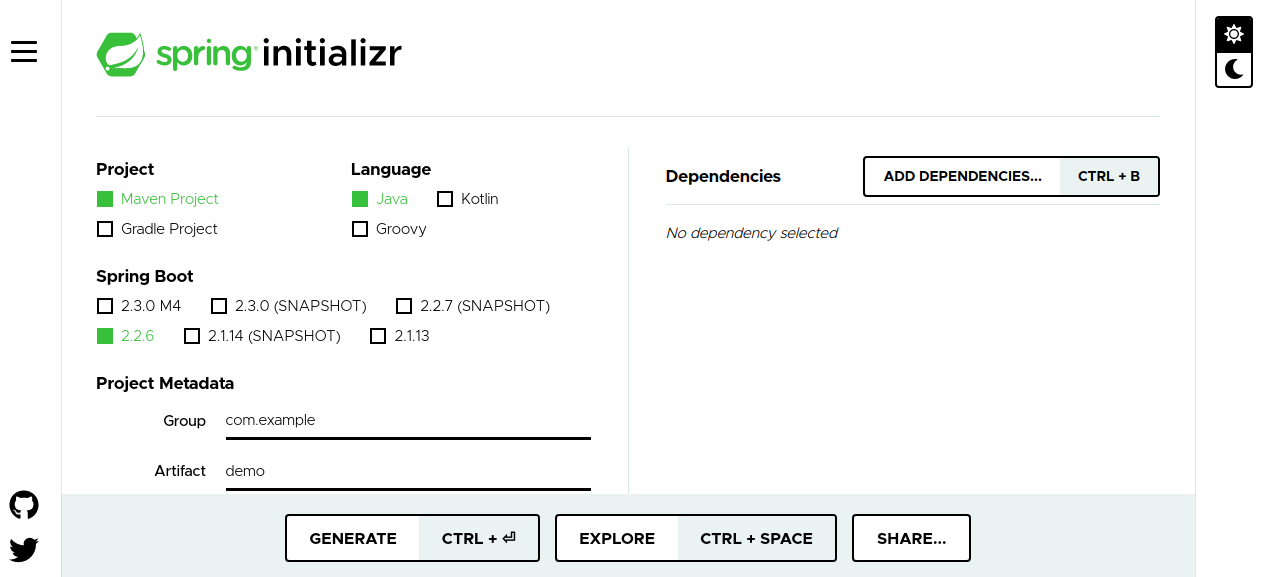 spring initializr
Project
Maven Project
Gradle Project
Language
Java Kotlin
Groovy
Spring Boot
2.3.0 M4 2.3.0 (SNAPSHOT) 2.2.7 (SNAPSHOT)
2.2.6 2.1.14 (SNAPSHOT) 2.1.13
Project Metadata
Group com.example
Artifact demo
Dependencies
ADD DEPENDENCIES... CTRL + B
No dependency selected
GENERATE CTRL + ⏎ EXPLORE CTRL + SPACE SHARE...